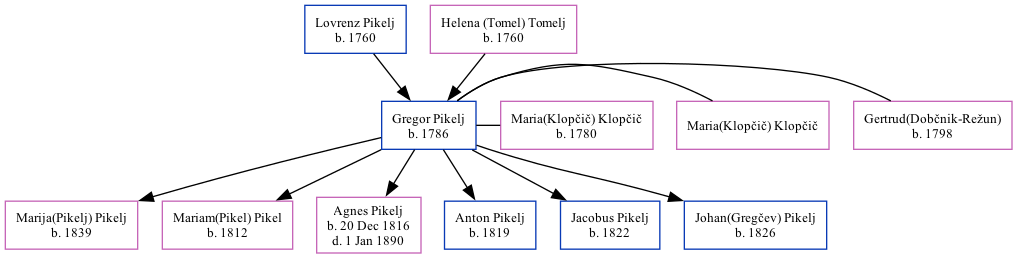 Lovrenz Pikelj
b. 1760
Helena (Tomel) Tomelj
b. 1760
Gregor Pikelj
b. 1786
Maria(Klopčič) Klopčič
b. 1780
Maria(Klopčič) Klopčič
Gertrud(Dobčnik-Režun)
b. 1798
Marija(Pikelj) Pikelj
b. 1839
Mariam(Pikel) Pikel
b. 1812
Agnes Pikelj
b. 20 Dec 1816
d. 1 Jan 1890
Anton Pikelj
b. 1819
Jacobus Pikelj
b. 1822
Johan(Gregčev) Pikelj
b. 1826